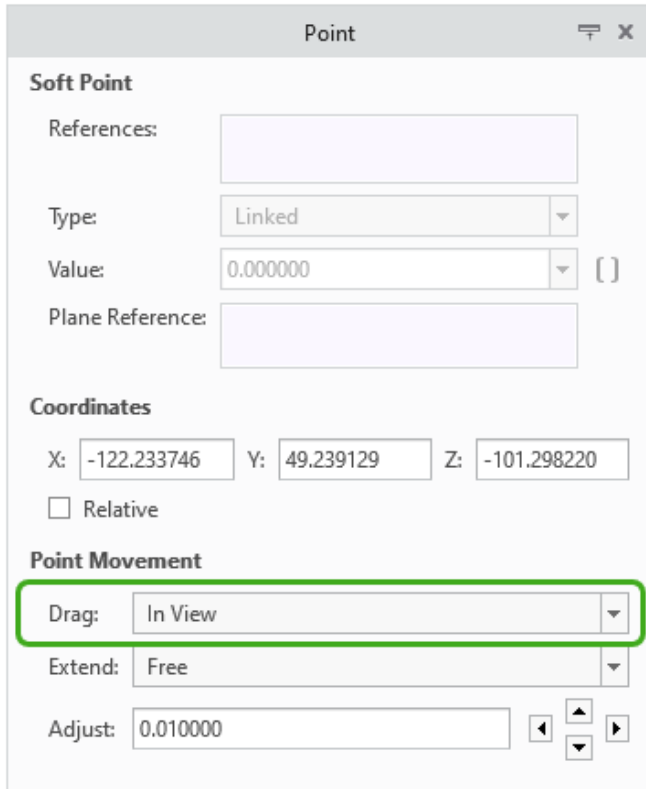 Point
Soft Point
References:
Type: Linked
Value: 0.000000 [ ]
Plane Reference:
Coordinates
X: -122.233746 Y: 49.239129 Z: -101.298220
Relative
Point Movement
Drag: In View
Extend: Free
Adjust: 0.010000